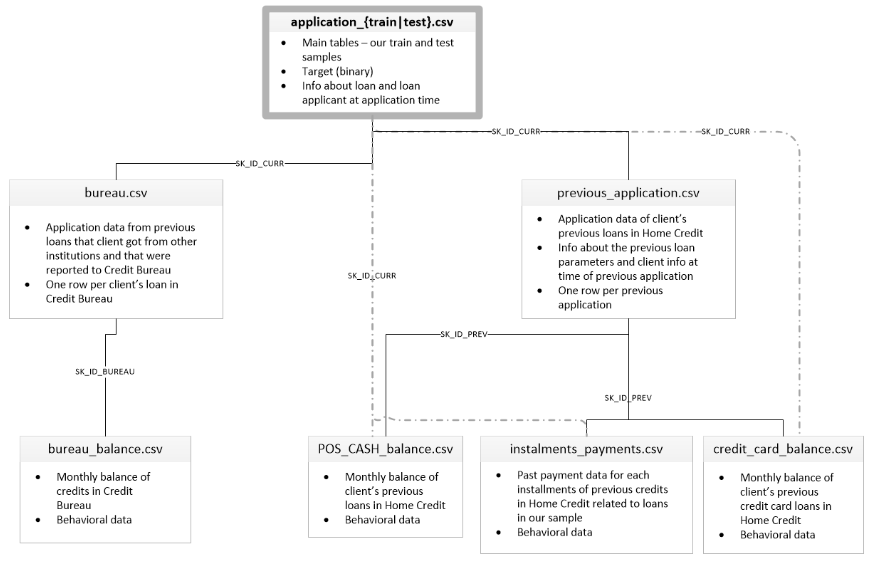 application_{train|test}.csv
• Main tables – our train and test
samples
• Target (binary)
• Info about loan and loan
applicant at application time
SK_ID_CURR
SK_ID_CURR
SK_ID_CURR
bureau.csv
• Application data from previous
loans that client got from other
institutions and that were
reported to Credit Bureau
• One row per client's loan in
Credit Bureau
previous_application.csv
• Application data of client's
previous loans in Home Credit
• Info about the previous loan
parameters and client info at
time of previous application
• One row per previous
application
SK_ID_CURR
SK_ID_PREV
SK_ID_BUREAU
SK_ID_PREV
bureau_balance.csv
• Monthly balance of
credits in Credit
Bureau
• Behavioral data
POS_CASH_balance.csv
• Monthly balance of
client's previous
loans in Home Credit
• Behavioral data
instalments_payments.csv
• Past payment data for each
installments of previous credits
in Home Credit related to loans
in our sample
• Behavioral data
credit_card_balance.csv
• Monthly balance of
client's previous
credit card loans in
Home Credit
• Behavioral data